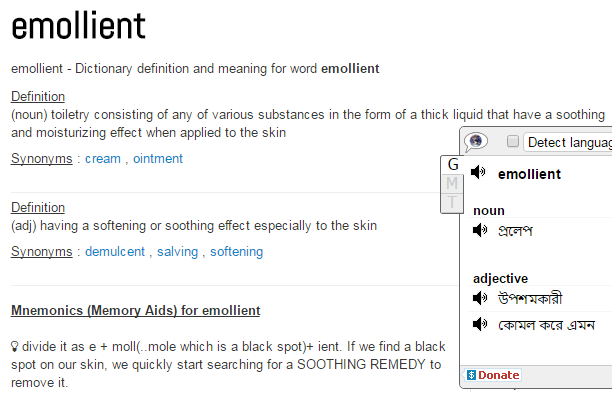 emollient
emollient - Dictionary definition and meaning for word emollient
Definition
(noun) toiletry consisting of any of various substances in the form of a thick liquid that have a soothing
and moisturizing effect when applied to the skin
Synonyms : cream , ointment
Definition
(adj) having a softening or soothing effect especially to the skin
Synonyms : demulcent , salving , softening
Mnemonics (Memory Aids) for emollient
divide it as e + moll(..mole which is a black spot)+ ient. If we find a black
spot on our skin, we quickly start searching for a SOOTHING REMEDY to
remove it.
Detect languag
G
M
T
emollient
noun
প্রলেপ
adjective
উপশমকারী
কোমল করে এমন
$ Donate